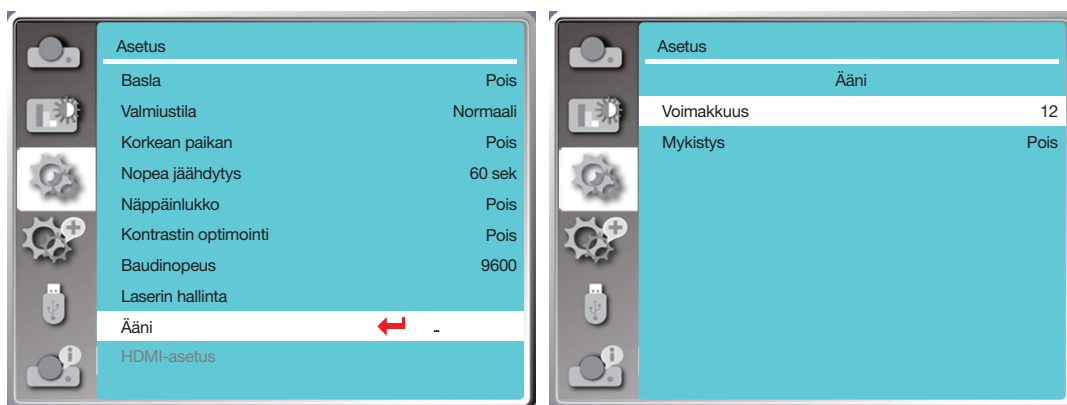 Asetus
Basla Pois
Valmiustila Normaali
Korkean paikan Pois
Nopea jäähdytys 60 sek
Näppäinlukko Pois
Kontrastin optimointi Pois
Baudinopeus 9600
Laserin hallinta
Ääni -
HDMI-asetus
Asetus
Ääni
Voimakkuus 12
Mykistys Pois